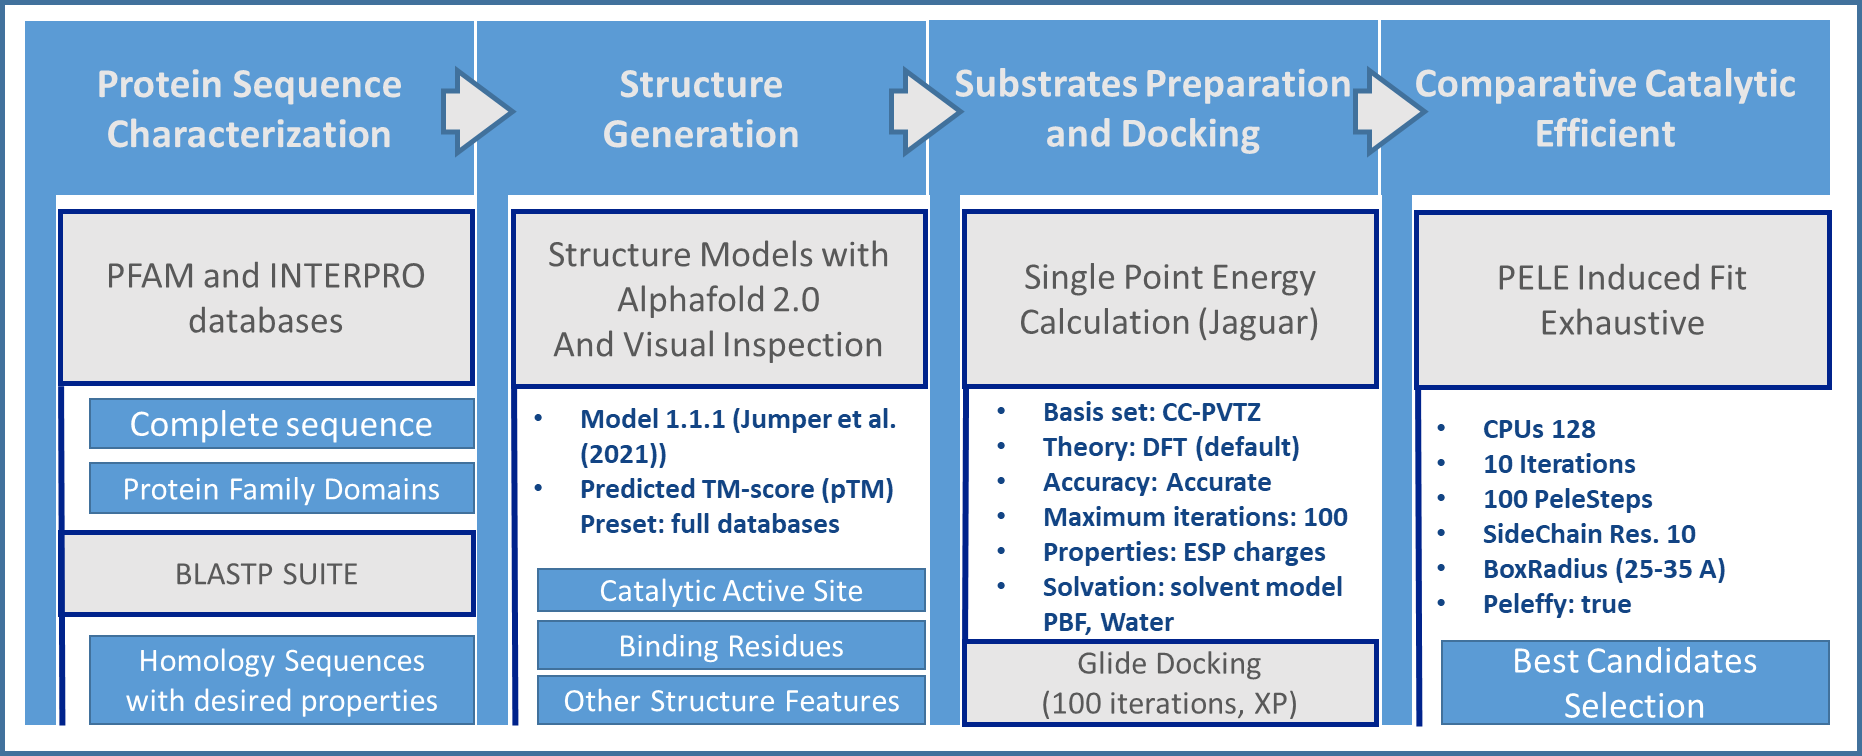 Protein Sequence
Characterization
PFAM and INTERPRO
databases
Complete sequence
Protein Family Domains
BLASTP SUITE
Homology Sequences
with desired properties
Structure
Generation
Structure Models with
Alphafold 2.0
And Visual Inspection
• Model 1.1.1 (Jumper et al.
(2021))
• Predicted TM-score (pTM)
Preset: full databases
Catalytic Active Site
Binding Residues
Other Structure Features
Substrates Preparation
and Docking
Single Point Energy
Calculation (Jaguar)
• Basis set: CC-PVTZ
• Theory: DFT (default)
• Accuracy: Accurate
• Maximum iterations: 100
• Properties: ESP charges
• Solvation: solvent model
PBF, Water
Glide Docking
(100 iterations, XP)
Comparative Catalytic
Efficient
PELE Induced Fit
Exhaustive
• CPUs 128
• 10 Iterations
• 100 PeleSteps
• SideChain Res. 10
• BoxRadius (25-35 A)
• Peleffy: true
Best Candidates
Selection